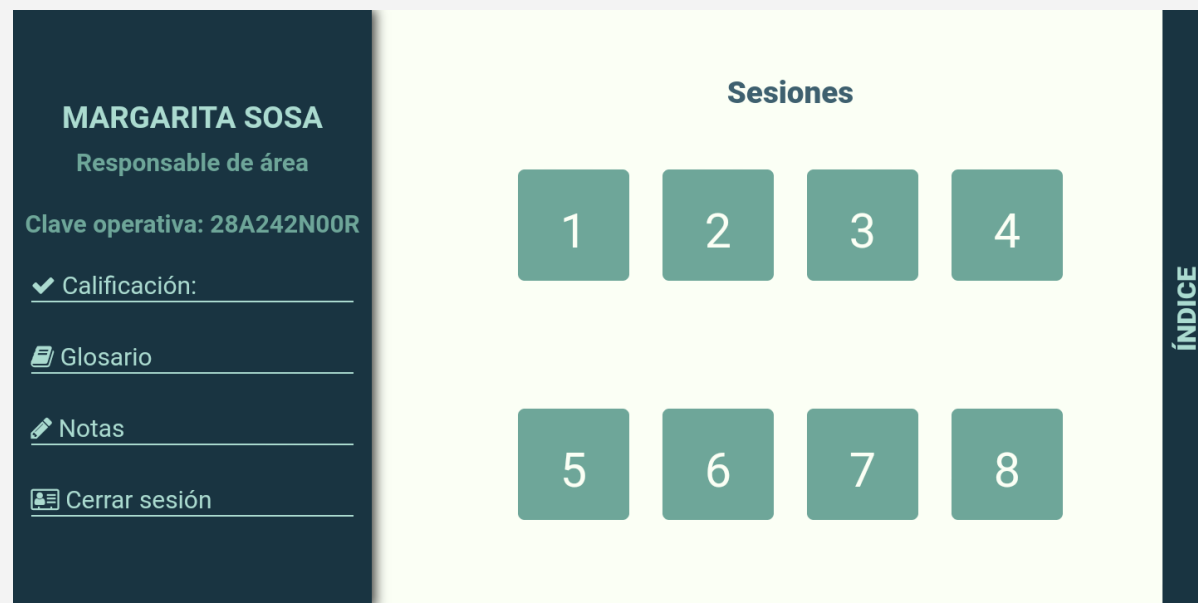 MARGARITA SOSA
Responsable de área
Clave operativa: 28A242N00R
Calificación:
Glosario
Notas
Cerrar sesión
Sesiones
1 2 3 4
5 6 7 8
ÍNDICE